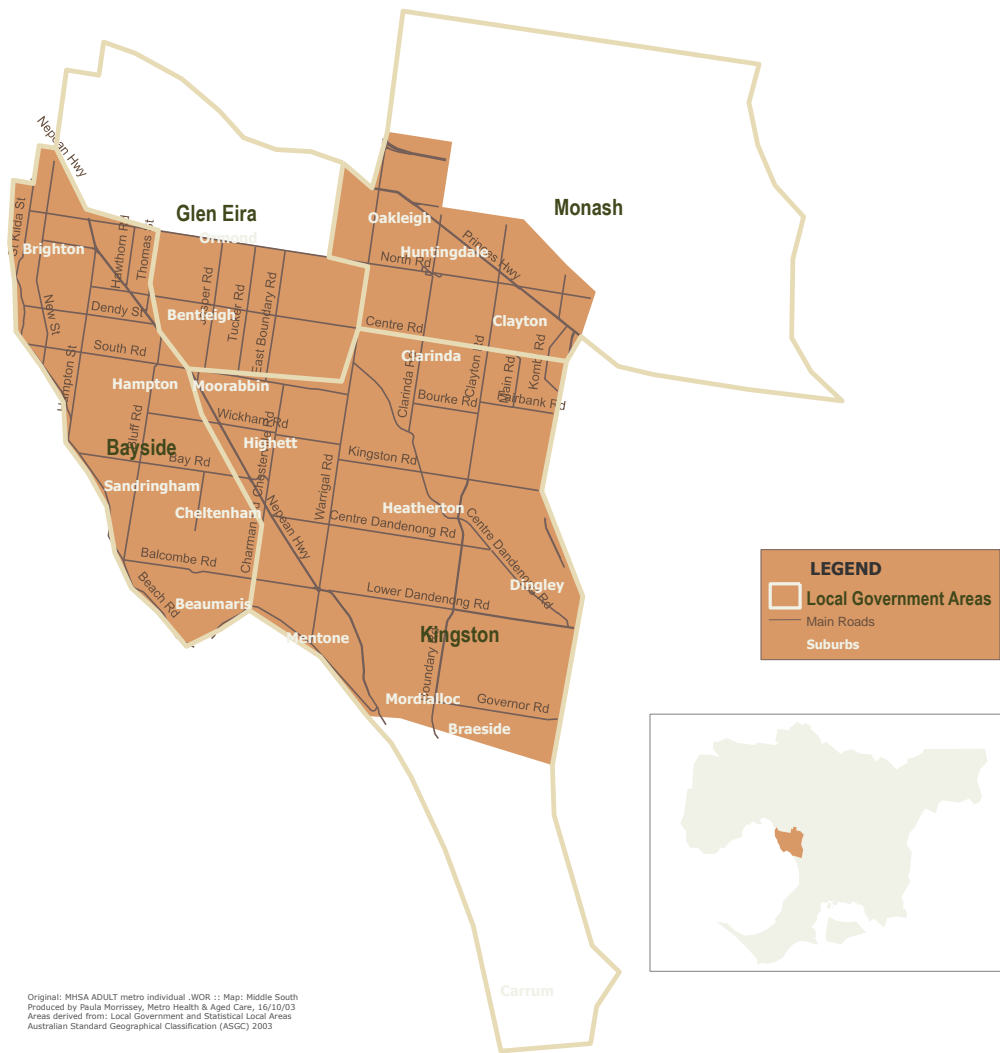 Nepean Hwy
Glen Eira
Monash
Oakleigh
Ormond
Huntingdale
Princes Hwy
North Rd
St Kilda St
Brighton
Hawthorn Rd
Thomas St
Jasper Rd
Tucker Rd
East Boundary Rd
New St
Dendy St
Bentleigh
Centre Rd
Clayton
South Rd
Clarinda
Clarinda Rd
Clayton Rd
Main Rd
Hampton St
Hampton
Moorabbin
Bourke Rd
Fairbank Rd
Bluff Rd
Wickham Rd
Highett
Chesterville Rd
Bayside
Bay Rd
Warrigal Rd
Kingston Rd
Sandringham
Cheltenham
Heatherton
Nepean Hwy
Centre Dandenong Rd
Centre Dandenong Rd
Charman Rd
Balcombe Rd
Beach Rd
Beaumaris
Lower Dandenong Rd
Dingley
Mentone
Kingston
Boundary Rd
Mordialloc
Governor Rd
Braeside
Carrum
LEGEND
Local Government Areas
Main Roads
Suburbs
Original: MHSA ADULT metro individual .WOR :: Map: Middle South
Produced by Paula Morrissey, Metro Health & Aged Care, 16/10/03
Areas derived from: Local Government and Statistical Local Areas
Australian Standard Geographical Classification (ASGC) 2003